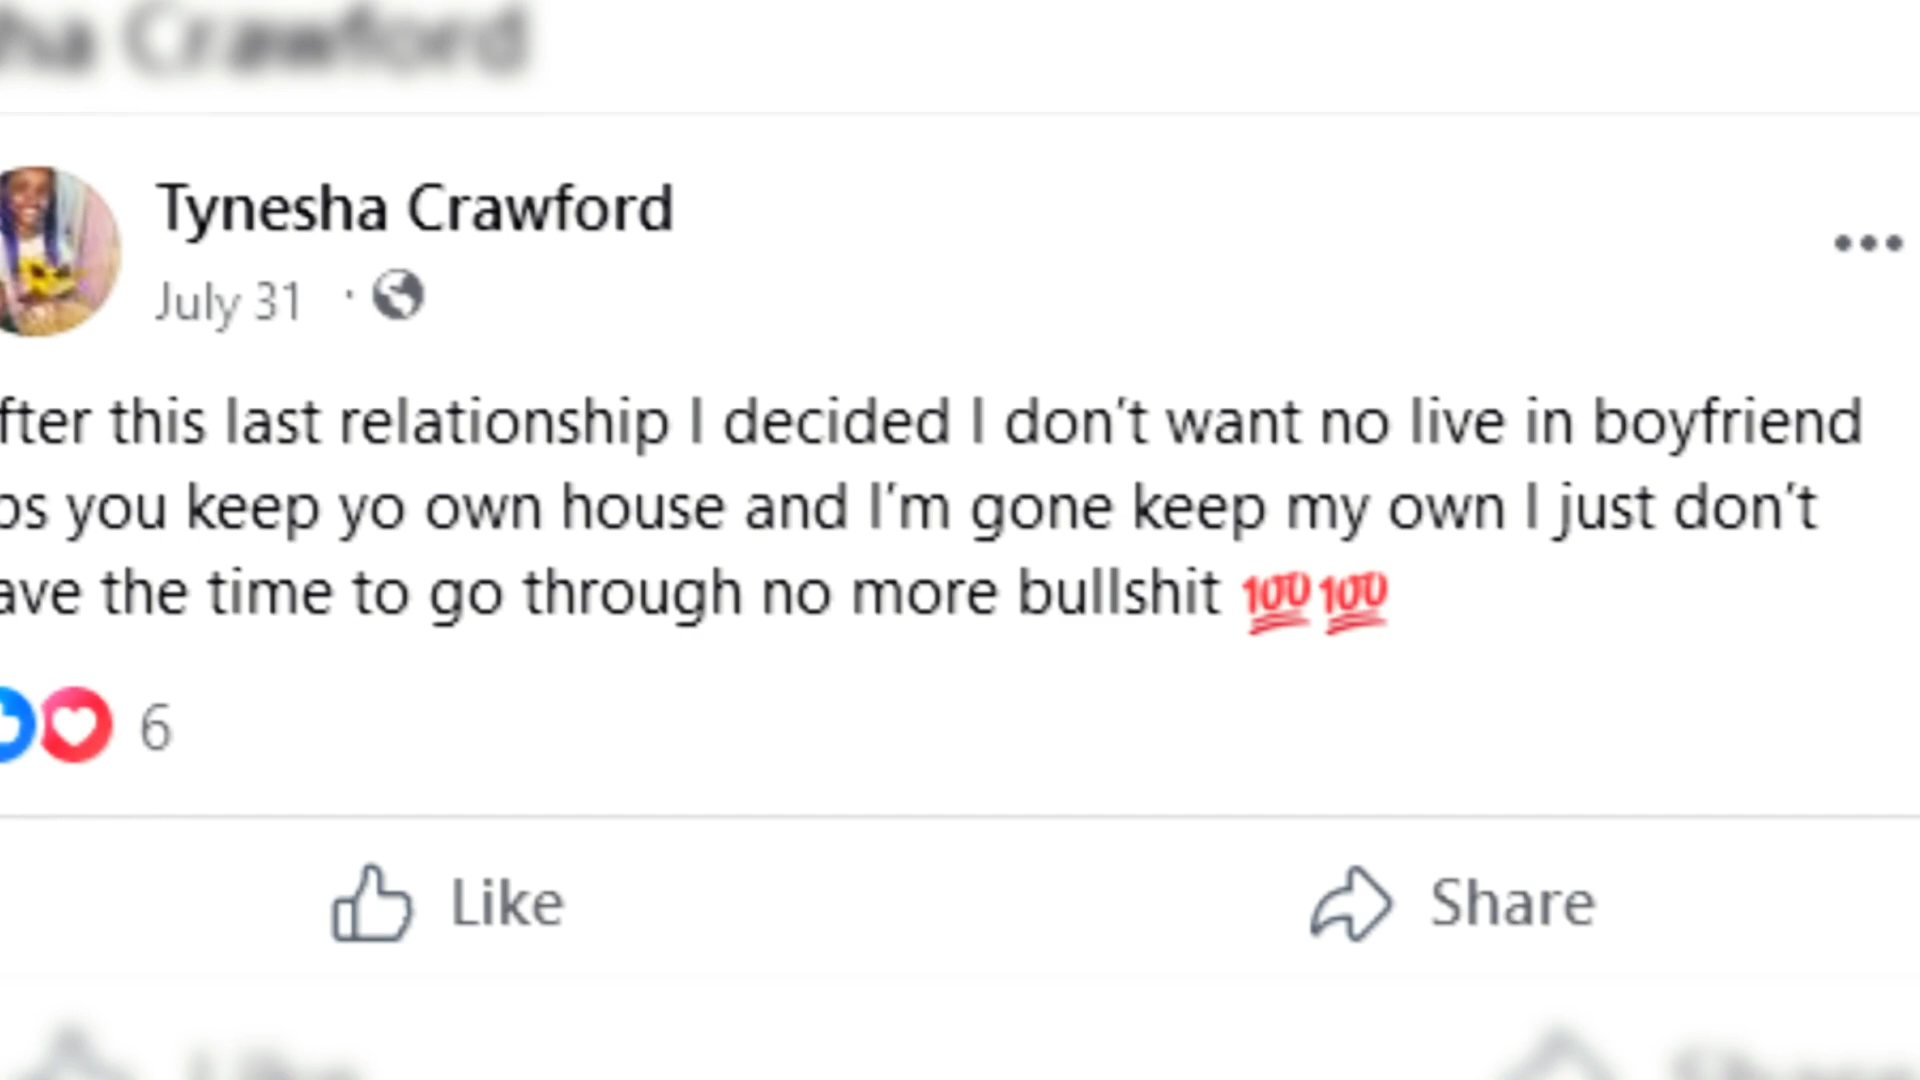 ha Crawford
Tynesha Crawford
July 31 ·
fter this last relationship I decided I don't want no live in boyfriend
os you keep yo own house and I'm gone keep my own I just don't
ave the time to go through no more bullshit 💯💯
6
Like Share
Like Share